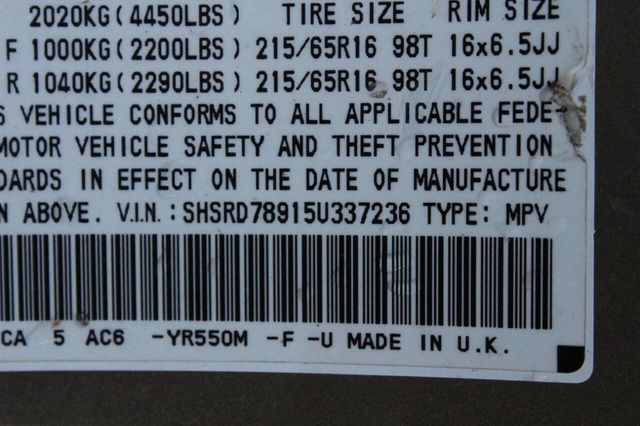 2020KG(4450LBS) TIRE SIZE RIM SIZE
F 1000KG(2200LBS) 215/65R16 98T 16x6.5JJ
R 1040KG(2290LBS) 215/65R16 98T 16x6.5JJ
VEHICLE CONFORMS TO ALL APPLICABLE FEDE-
MOTOR VEHICLE SAFETY AND THEFT PREVENTION
DARDS IN EFFECT ON THE DATE OF MANUFACTURE
N ABOVE. V.I.N.:SHSRD78915U337236 TYPE: MPV
CA 5 AC6 -YR550M -F -U MADE IN U.K.